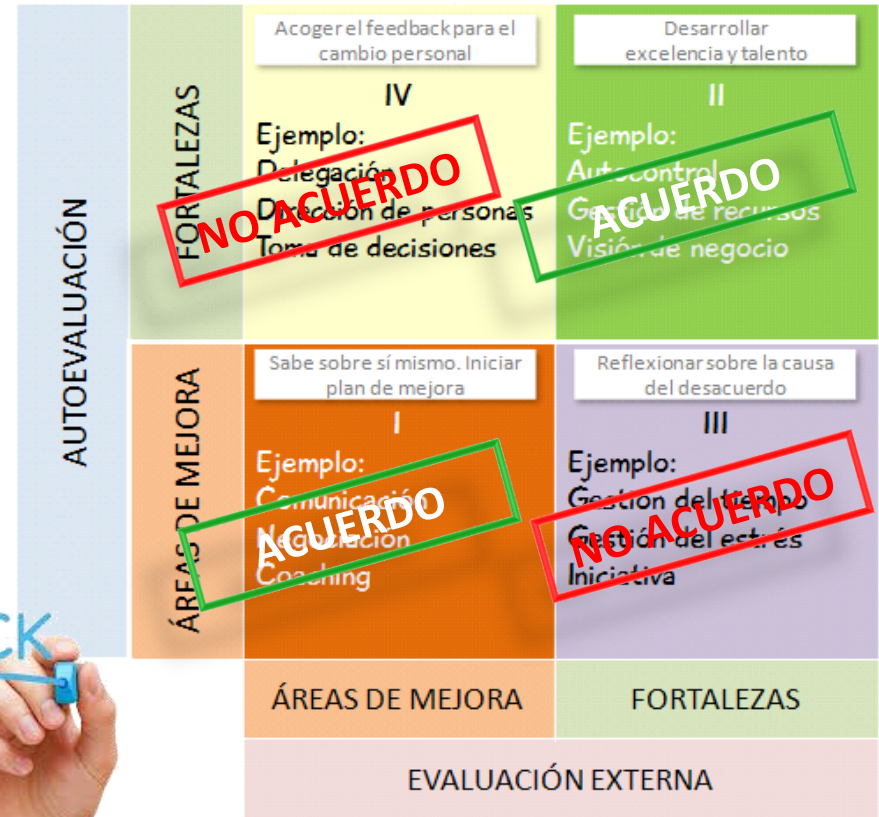 AUTOEVALUACIÓN
FORTALEZAS
Acoger el feedback para el
cambio personal
IV
Ejemplo:
Delegación
Dirección de personas
Toma de decisiones
NO ACUERDO
Desarrollar
excelencia y talento
II
Ejemplo:
Autocontrol
Gestión de recursos
Visión de negocio
ACUERDO
ÁREAS DE MEJORA
Sabe sobre sí mismo. Iniciar
plan de mejora
I
Ejemplo:
Comunicación
Negociación
Coaching
ACUERDO
Reflexionar sobre la causa
del desacuerdo
III
Ejemplo:
Gestión del tiempo
Gestión del estrés
Iniciativa
NO ACUERDO
CK
ÁREAS DE MEJORA
FORTALEZAS
EVALUACIÓN EXTERNA